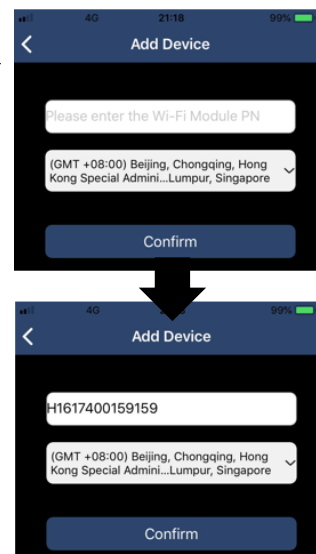 4G 21:18 99%
Add Device
Please enter the Wi-Fi Module PN
(GMT +08:00) Beijing, Chongqing, Hong
Kong Special Admini...Lumpur, Singapore
Confirm
4G 99%
Add Device
H1617400159159
(GMT +08:00) Beijing, Chongqing, Hong
Kong Special Admini...Lumpur, Singapore
Confirm